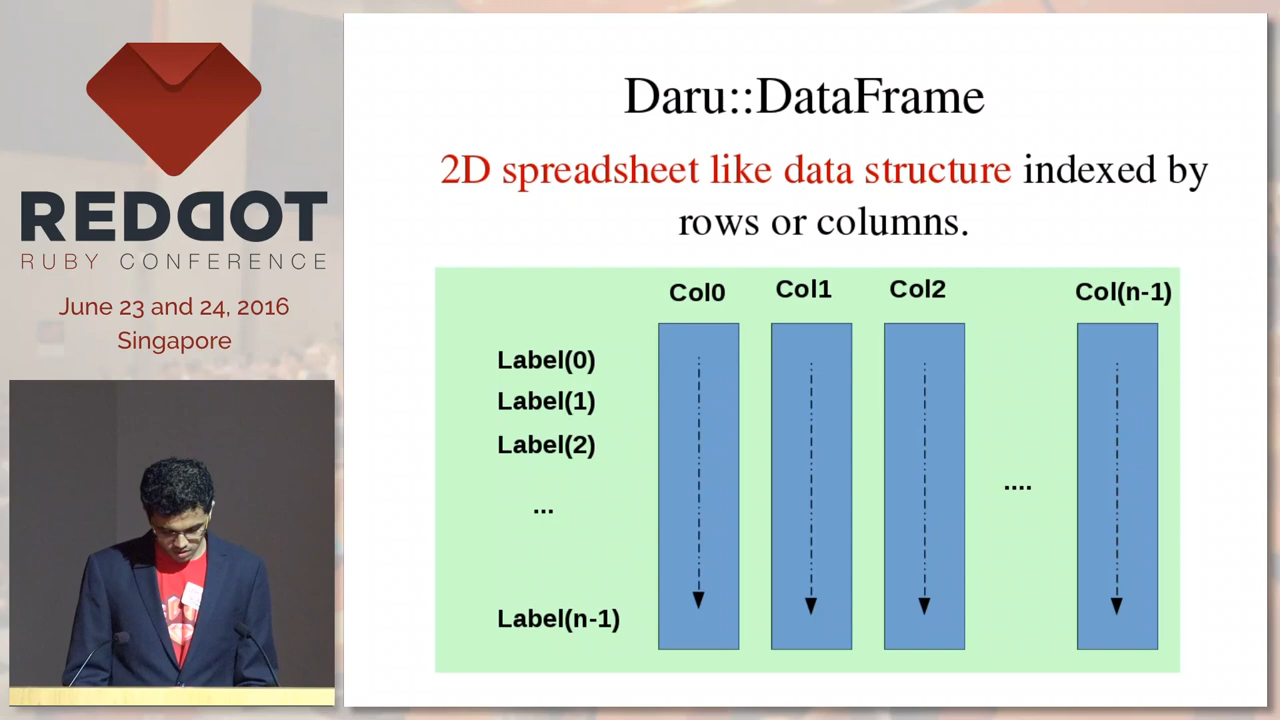 REDDOT
RUBY CONFERENCE
June 23 and 24, 2016
Singapore
Daru::DataFrame
2D spreadsheet like data structure indexed by
rows or columns.
Col0 Col1 Col2 Col(n-1)
Label(0)
Label(1)
Label(2)
...
....
Label(n-1)